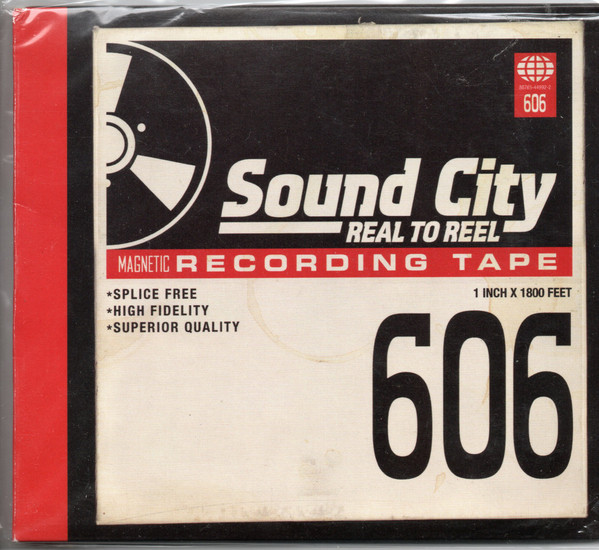 606
Sound City
REAL TO REEL
MAGNETIC RECORDING TAPE
*SPLICE FREE
*HIGH FIDELITY
*SUPERIOR QUALITY
1 INCH X 1800 FEET
606